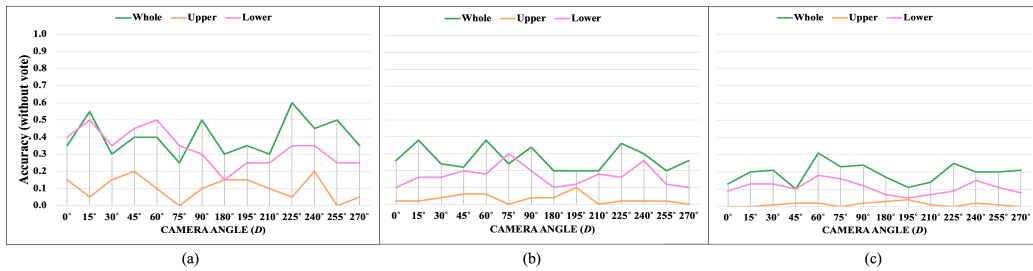 Whole Upper Lower
Whole Upper Lower
Whole Upper Lower
Accuracy (without vote)
1.0
0.9
0.8
0.7
0.6
0.5
0.4
0.3
0.2
0.1
0.0
0˚ 15˚ 30˚ 45˚ 60˚ 75˚ 90˚ 180˚ 195˚ 210˚ 225˚ 240˚ 255˚ 270˚
0˚ 15˚ 30˚ 45˚ 60˚ 75˚ 90˚ 180˚ 195˚ 210˚ 225˚ 240˚ 255˚ 270˚
0˚ 15˚ 30˚ 45˚ 60˚ 75˚ 90˚ 180˚ 195˚ 210˚ 225˚ 240˚ 255˚ 270˚
CAMERA ANGLE (D)
CAMERA ANGLE (D)
CAMERA ANGLE (D)
(a)
(b)
(c)